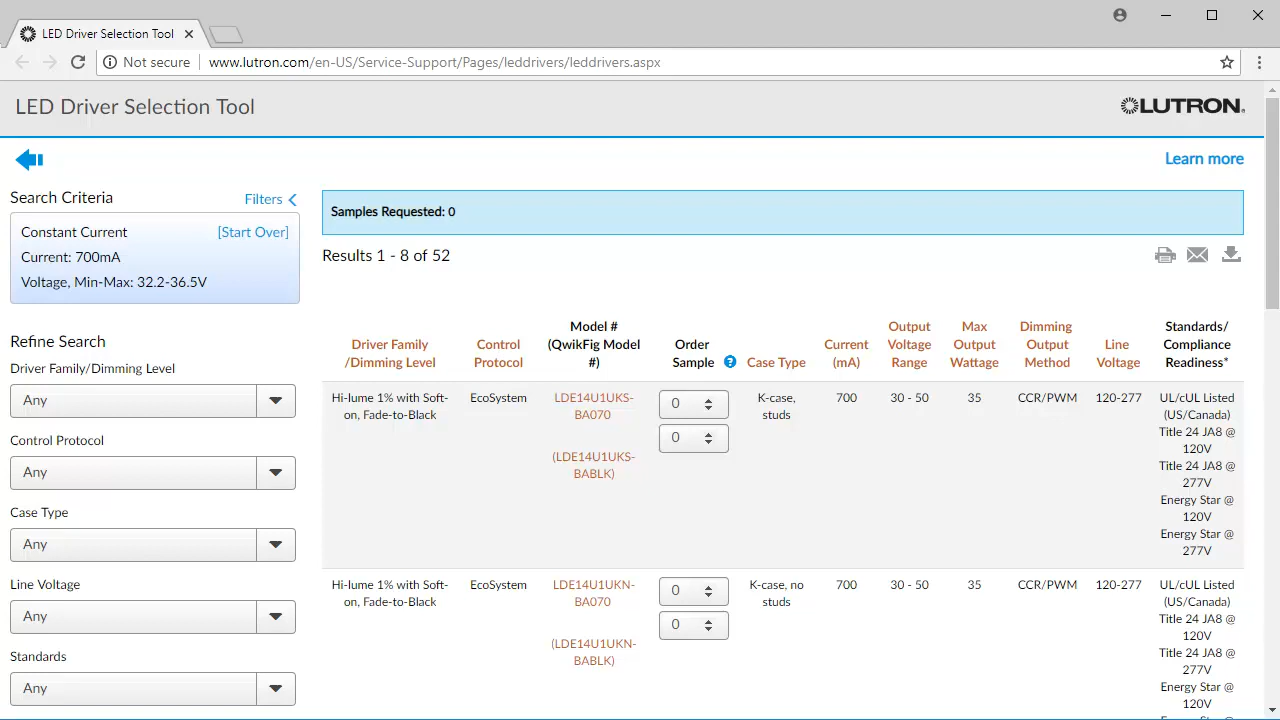 LED Driver Selection Tool
Not secure
www.lutron.com/en-US/Service-Support/Pages/leddrivers/leddrivers.aspx
LED Driver Selection Tool
LUTRON.
Learn more
Search Criteria
Filters
Constant Current
[Start Over]
Current: 700mA
Voltage, Min-Max: 32.2-36.5V
Refine Search
Driver Family/Dimming Level
Any
Control Protocol
Any
Case Type
Any
Line Voltage
Any
Standards
Any
Samples Requested: 0
Results 1 - 8 of 52
Driver Family
/Dimming Level
Control
Protocol
Model #
(QwikFig Model
#)
Order
Sample
?
Case Type
Current
(mA)
Output
Voltage
Range
Max
Output
Wattage
Dimming
Output
Method
Line
Voltage
Standards/
Compliance
Readiness*
Hi-lume 1% with Soft-
on, Fade-to-Black
EcoSystem
LDE14U1UKS-
BA070
(LDE14U1UKS-
BABLK)
0
0
K-case,
studs
700
30 - 50
35
CCR/PWM
120-277
UL/cUL Listed
(US/Canada)
Title 24 JA8 @
120V
Title 24 JA8 @
277V
Energy Star @
120V
Energy Star @
277V
Hi-lume 1% with Soft-
on, Fade-to-Black
EcoSystem
LDE14U1UKN-
BA070
(LDE14U1UKN-
BABLK)
0
0
K-case, no
studs
700
30 - 50
35
CCR/PWM
120-277
UL/cUL Listed
(US/Canada)
Title 24 JA8 @
120V
Title 24 JA8 @
277V
Energy Star @
120V